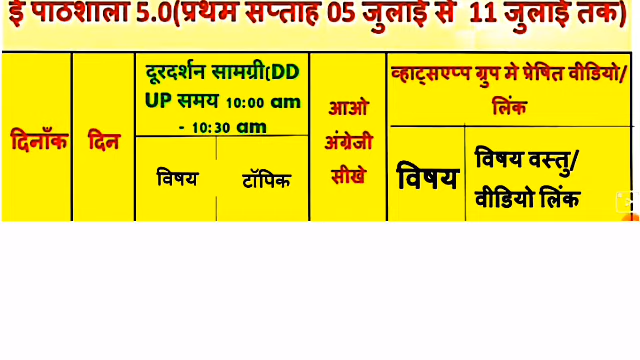 ई पाठशाला 5.0(प्रथम सप्ताह 05 जुलाई से 11 जुलाई तक)
दिनाँक
दिन
दूरदर्शन सामग्री(DD
UP समय 10:00 am
- 10:30 am
विषय
टॉपिक
आओ
अंग्रेजी
सीखे
व्हाट्सएप्प ग्रुप मे प्रेषित वीडियो/
लिंक
विषय
विषय वस्तु/
वीडियो लिंक